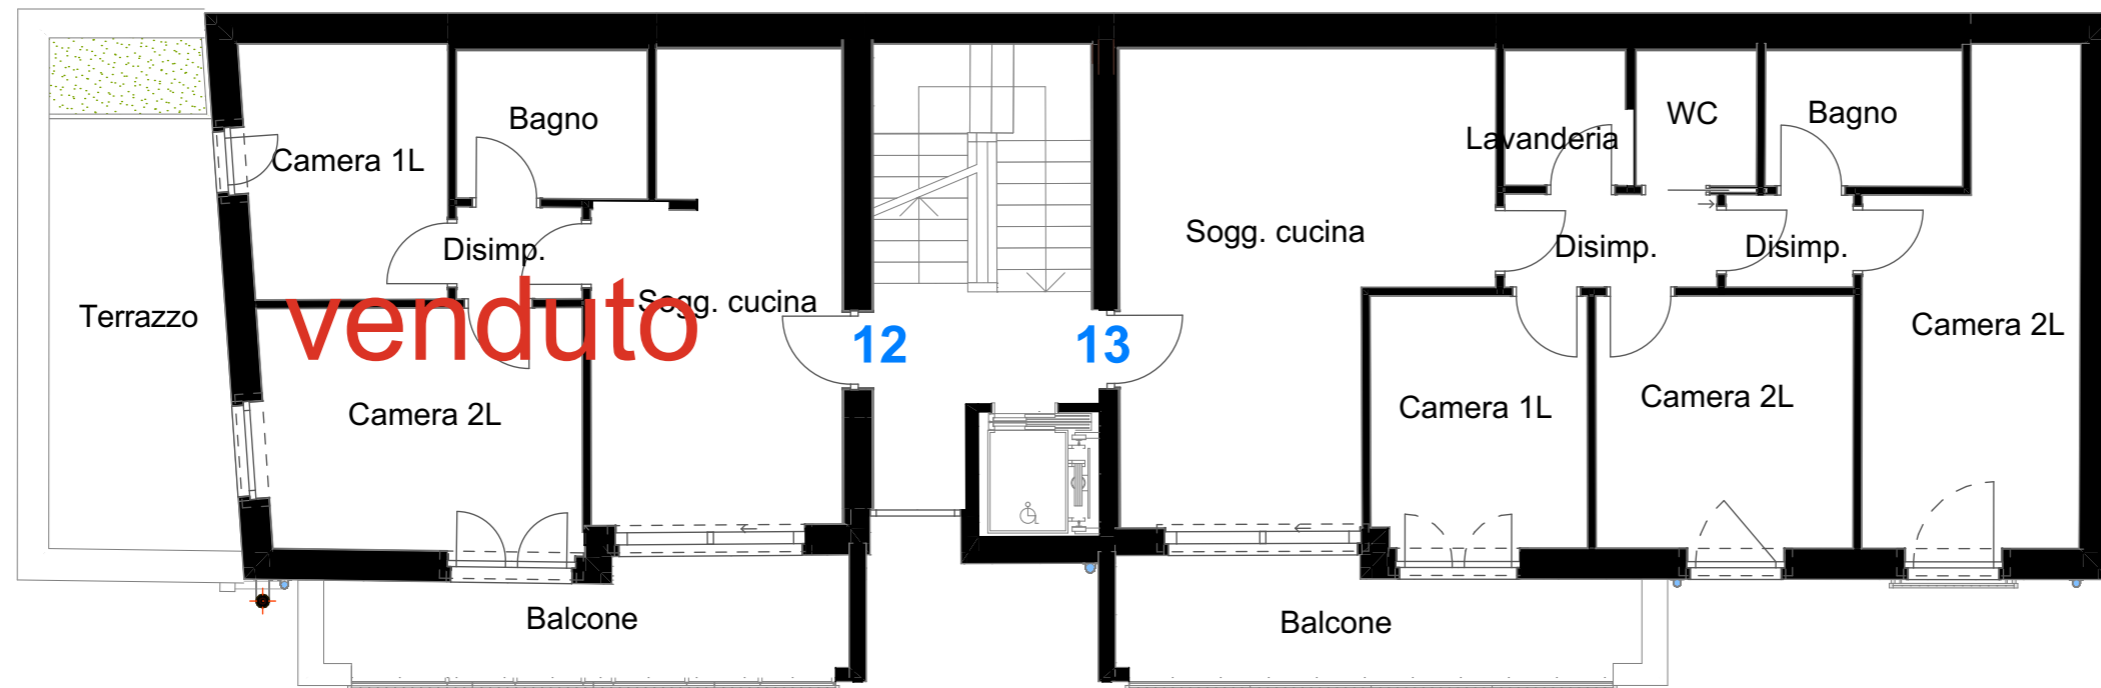 Bagno
Camera 1L
Disimp.
Terrazzo
venduto
Sogg. cucina
Camera 2L
Balcone
12
13
Sogg. cucina
Lavanderia
WC
Bagno
Disimp.
Disimp.
Camera 2L
Camera 1L
Camera 2L
Balcone